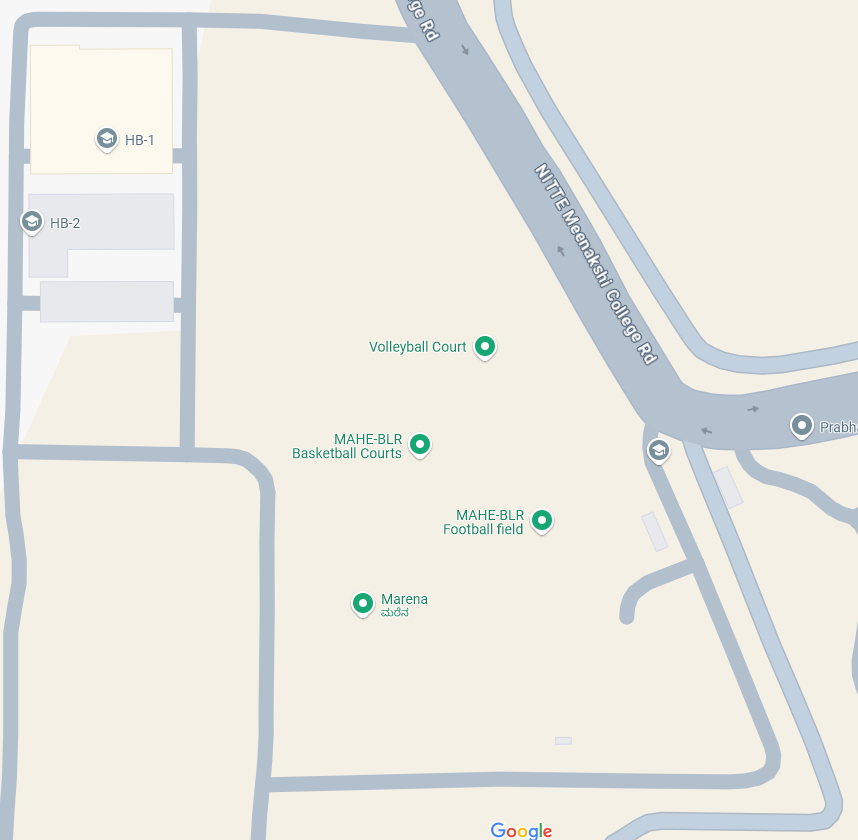 ge Rd
HB-1
NITTE Meenakshi College Rd
HB-2
Volleyball Court
MAHE-BLR
Basketball Courts
Prabh
MAHE-BLR
Football field
Marena
ಮರೆನ
Google